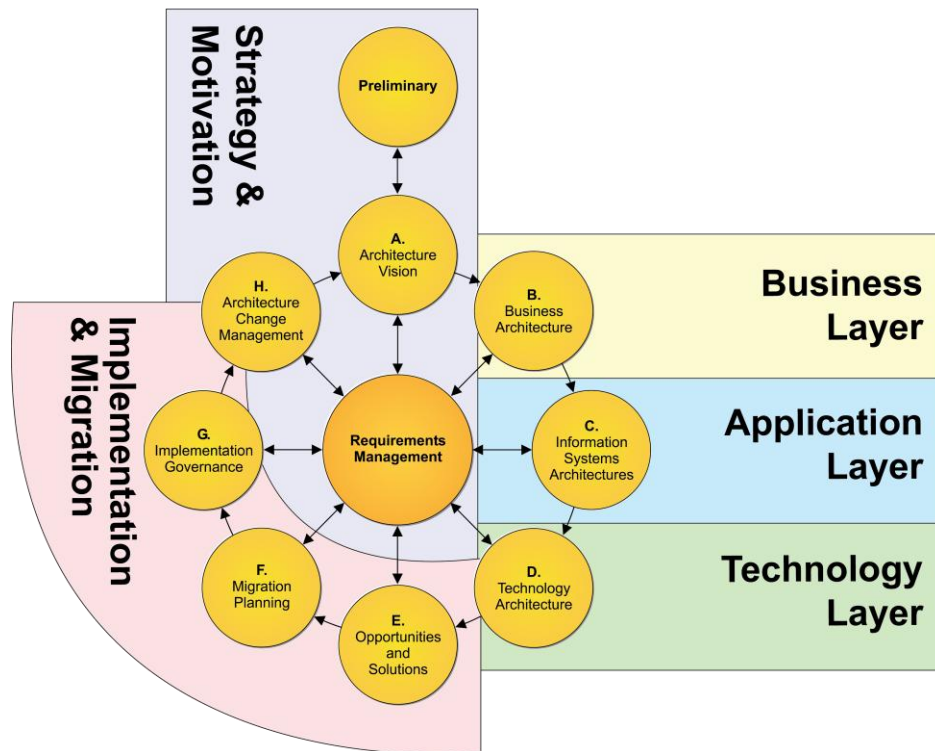 Strategy &
Motivation
Preliminary
A.
Architecture
Vision
H.
Architecture
Change
Management
B.
Business
Architecture
Business
Layer
Implementation
& Migration
G.
Implementation
Governance
Requirements
Management
C.
Information
Systems
Architectures
Application
Layer
F.
Migration
Planning
E.
Opportunities
and
Solutions
D.
Technology
Architecture
Technology
Layer